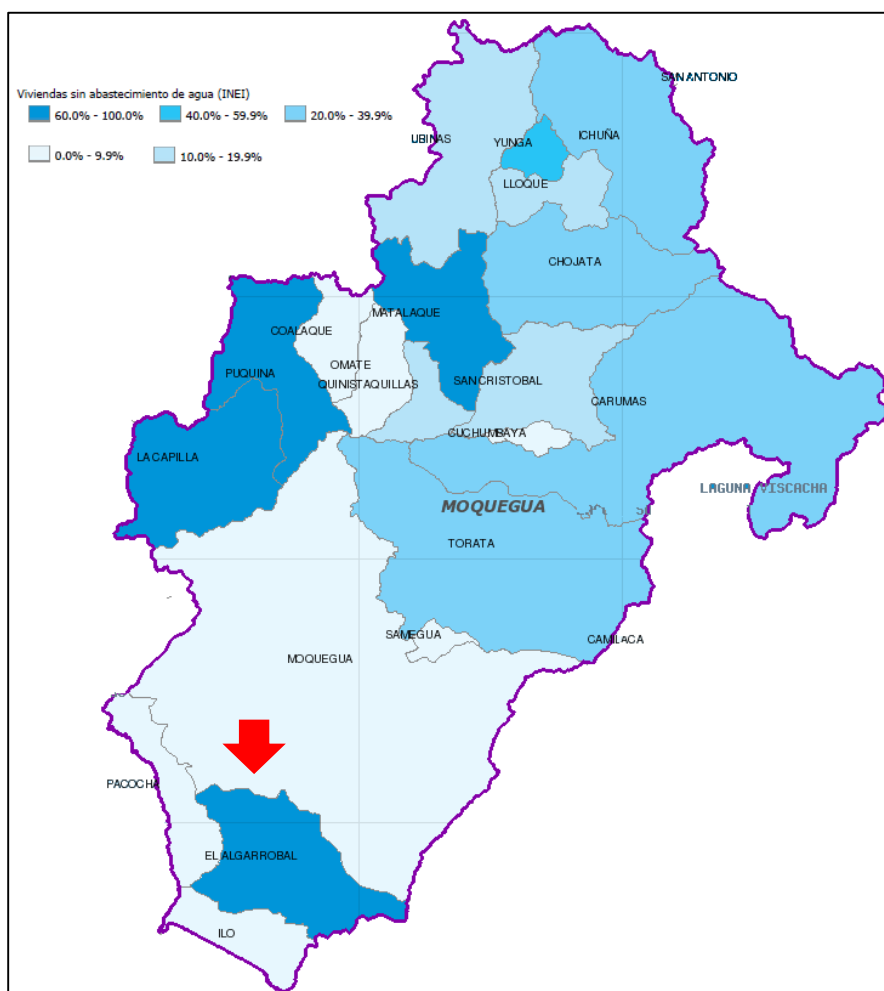 Viviendas sin abastecimiento de agua (INEI)
60.0% - 100.0%
40.0% - 59.9%
20.0% - 39.9%
0.0% - 9.9%
10.0% - 19.9%
SAN ANTONIO
UBINAS
YUNGA
ICHUÑA
LLOQUE
CHOJATA
MATALAQUE
COALAQUE
OMATE
PUQUINA
QUINISTAQUILLAS
SAN CRISTOBAL
CARUMAS
CUCHUMBAYA
LA CAPILLA
LAGUNA VISCACHA
MOQUEGUA
TORATA
SAMEGUA
CAMILACA
MOQUEGUA
PACOCHA
EL ALGARROBAL
ILO